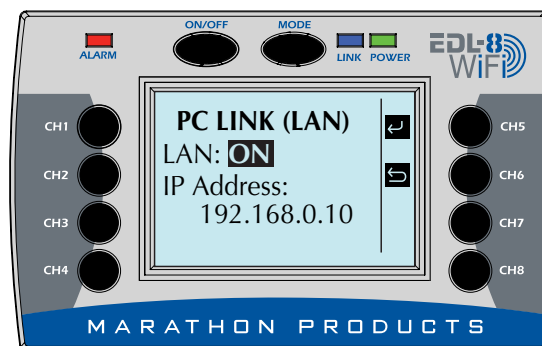 ON/OFF MODE
ALARM LINK POWER
EDL-8
WiFi
CH1
CH2
CH3
CH4
PC LINK (LAN)
LAN: ON
IP Address:
192.168.0.10
CH5
CH6
CH7
CH8
MARATHON PRODUCTS